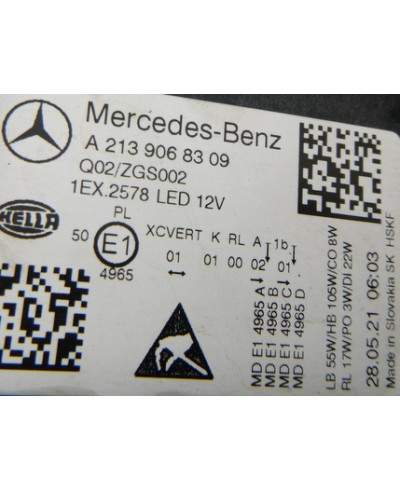 Mercedes-Benz
A 213 906 83 09
Q02/ZGS002
1EX.2578 LED 12V
HELLA
PL
50 E1 XCVERT K RL A 1b
4965 01 01 00 02 01
MD E1 4965 A
MD E1 4965 B
MD E1 4965 C
MD E1 4965 D
LB 55W/HB 105W/CO 8W
RL 17W/PO 3W/DI 22W
28.05.21 06:03
Made in Slovakia SK HSKF